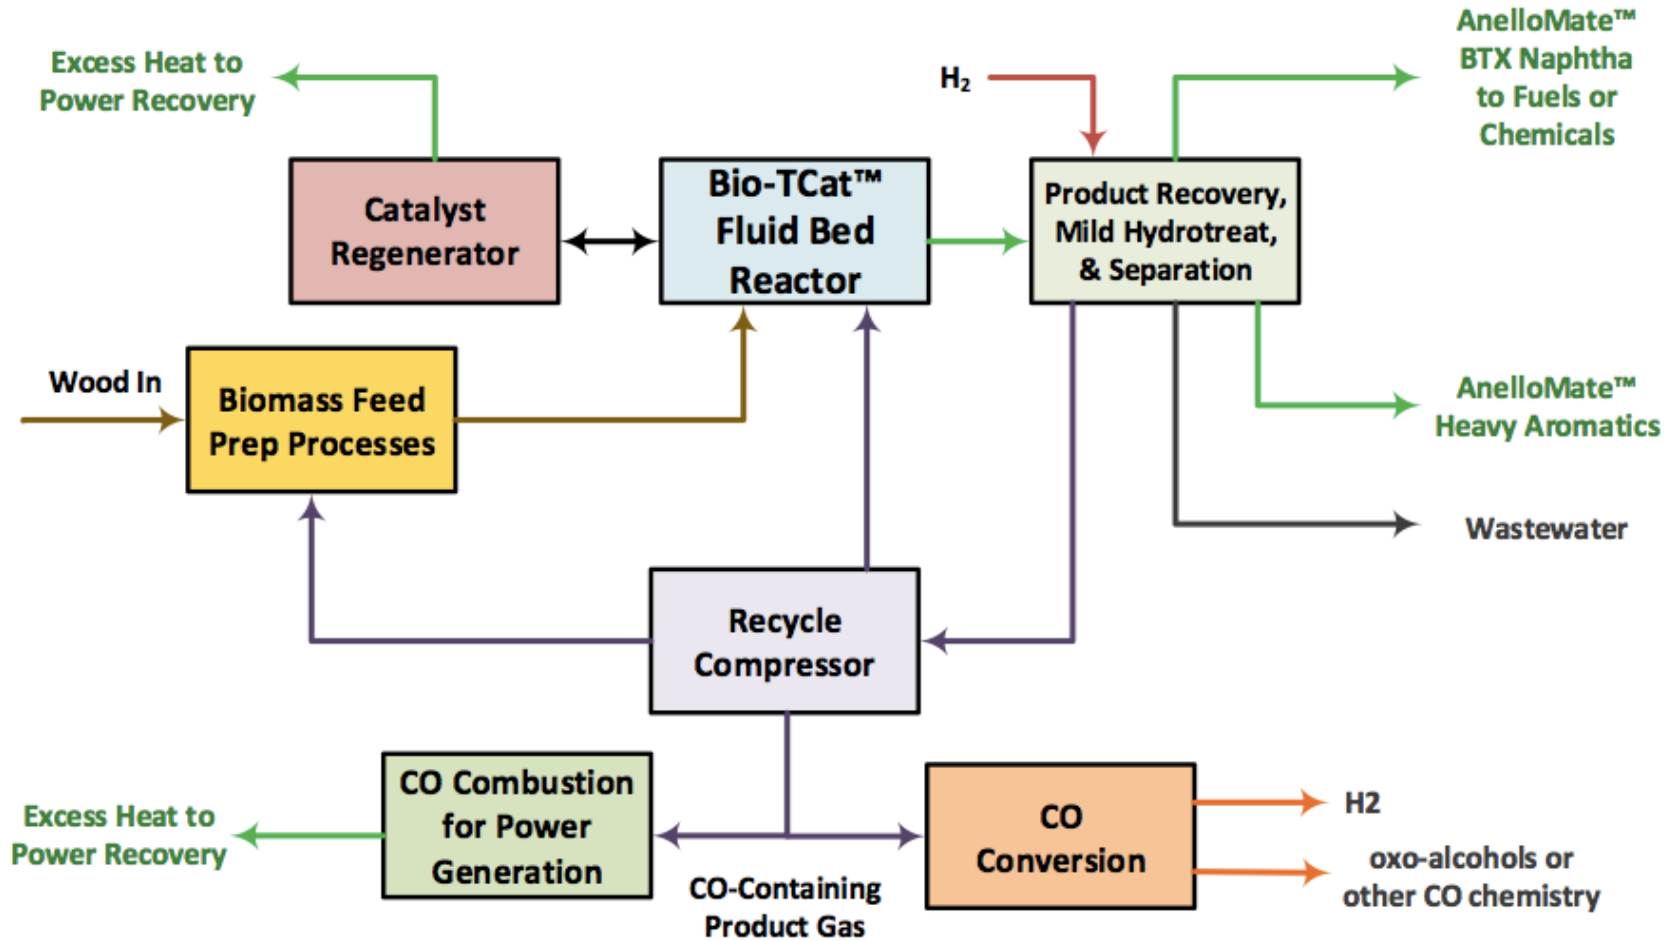 Excess Heat to
Power Recovery
H₂
AnelloMate™
BTX Naphtha
to Fuels or
Chemicals
Catalyst
Regenerator
Bio-TCat™
Fluid Bed
Reactor
Product Recovery,
Mild Hydrotreat,
& Separation
Wood In
Biomass Feed
Prep Processes
AnelloMate™
Heavy Aromatics
Wastewater
Recycle
Compressor
Excess Heat to
Power Recovery
CO Combustion
for Power
Generation
CO-Containing
Product Gas
CO
Conversion
H2
oxo-alcohols or
other CO chemistry